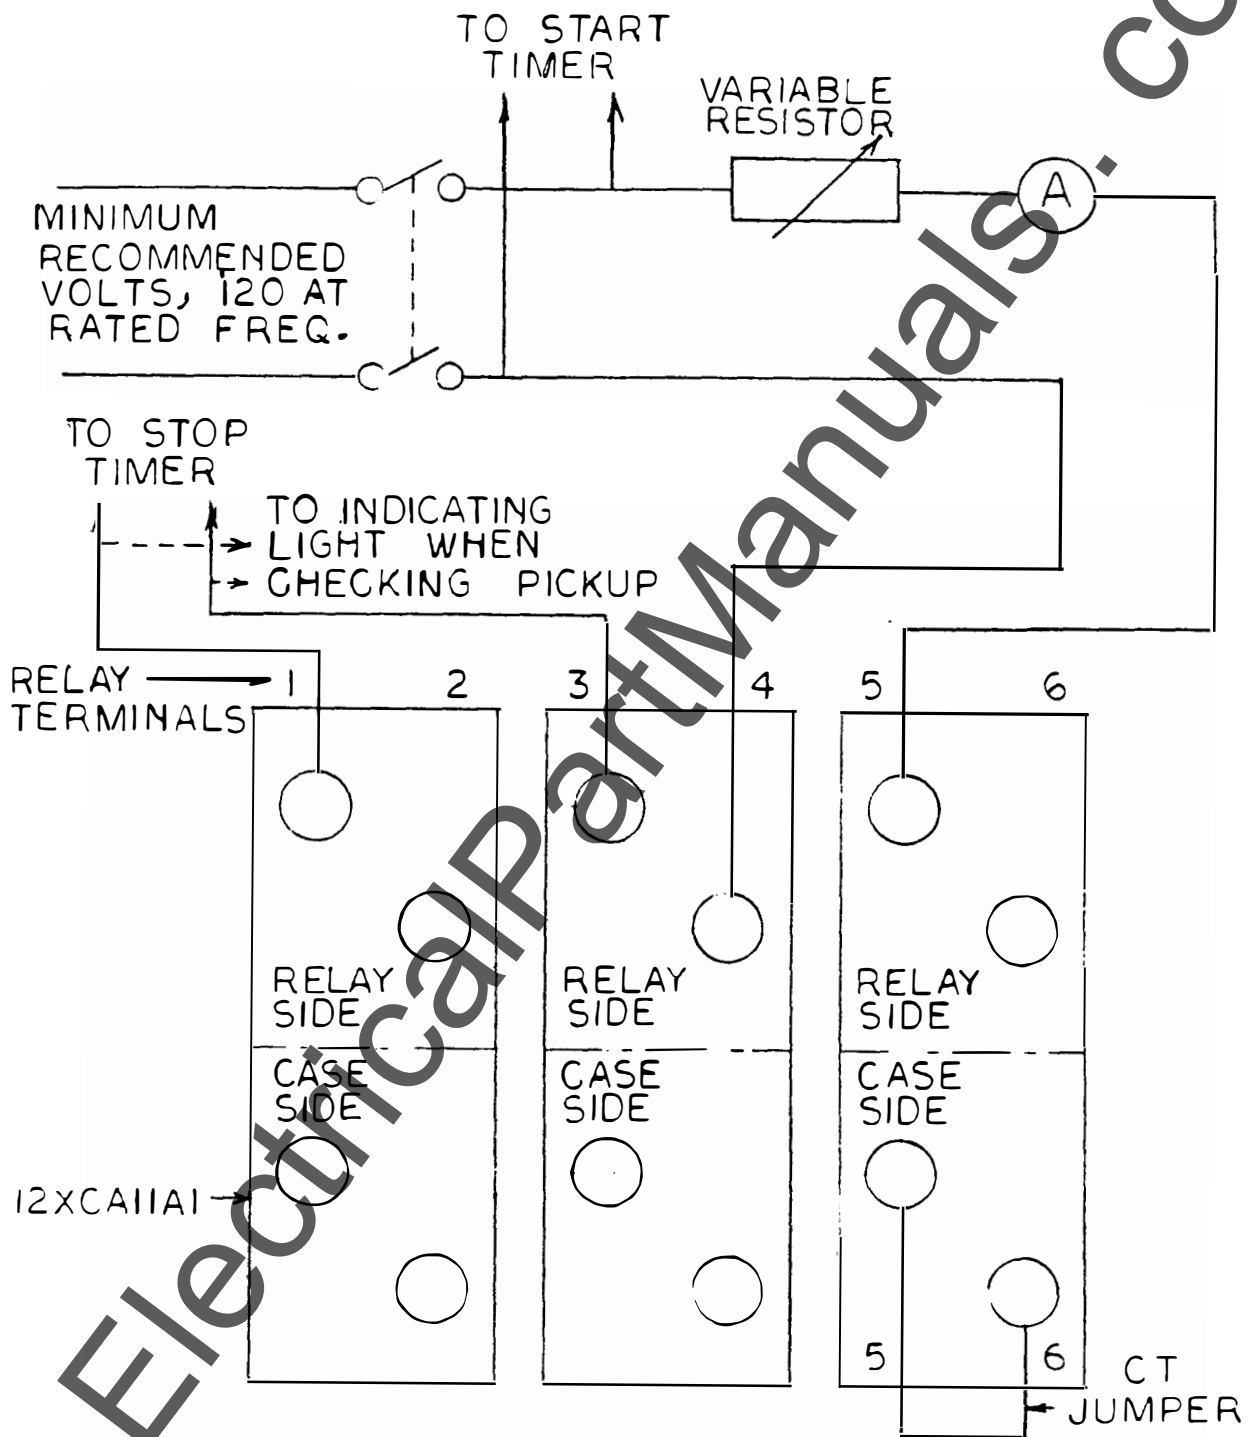 TO START
TIMER
VARIABLE
RESISTOR
A
MINIMUM
RECOMMENDED
VOLTS, 120 AT
RATED FREQ.
TO STOP
TIMER
TO INDICATING
LIGHT WHEN
CHECKING PICKUP
RELAY
TERMINALS
1 2 3 4 5 6
RELAY
SIDE
RELAY
SIDE
RELAY
SIDE
CASE
SIDE
CASE
SIDE
CASE
SIDE
12XCA11A1
5 6
CT
JUMPER
ElectricalPartManuals.co